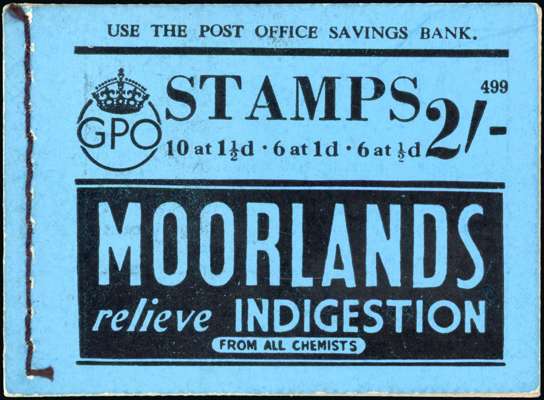 USE THE POST OFFICE SAVINGS BANK.
GPO
STAMPS 2/- 499
10 at 1½d · 6 at 1d · 6 at ½d
MOORLANDS
relieve INDIGESTION
FROM ALL CHEMISTS